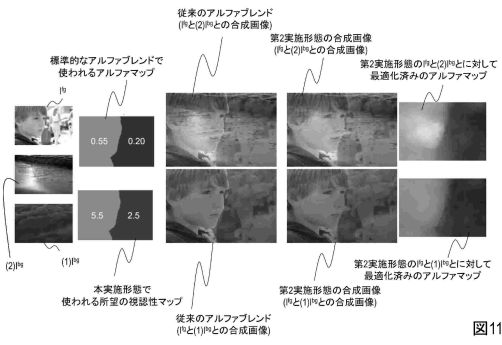 従来のアルファブレンド
(Ifgと(2)Ibgとの合成画像)
標準的なアルファブレンドで
使われるアルファマップ
第2実施形態の合成画像
(Ifgと(2)Ibgとの合成画像)
第2実施形態のIfgと(2)Ibgとに対して
最適化済みのアルファマップ
Ifg
0.55
0.20
5.5
2.5
(2)Ibg
(1)Ibg
本実施形態で
使われる所望の視認性マップ
従来のアルファブレンド
(Ifgと(1)Ibgとの合成画像)
第2実施形態の合成画像
(Ifgと(1)Ibgとの合成画像)
第2実施形態のIfgと(1)Ibgとに対して
最適化済みのアルファマップ
図11